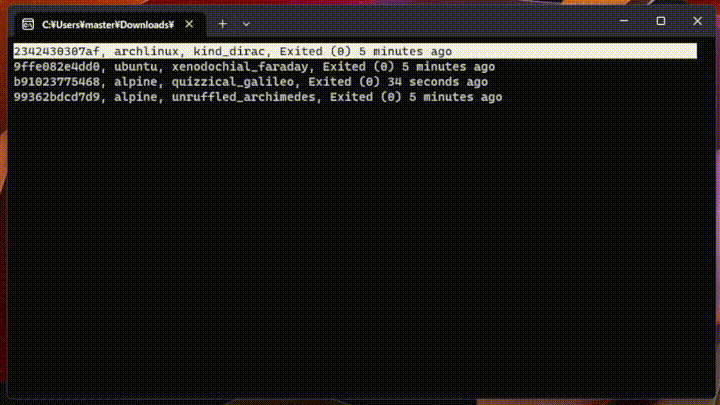 C:¥Users¥master¥Downloads¥
2342430307af, archlinux, kind_dirac, Exited (0) 5 minutes ago
9ffe082e4dd0, ubuntu, xenodochial_faraday, Exited (0) 5 minutes ago
b91023775468, alpine, quizzical_galileo, Exited (0) 34 seconds ago
99362bdcd7d9, alpine, unruffled_archimedes, Exited (0) 5 minutes ago